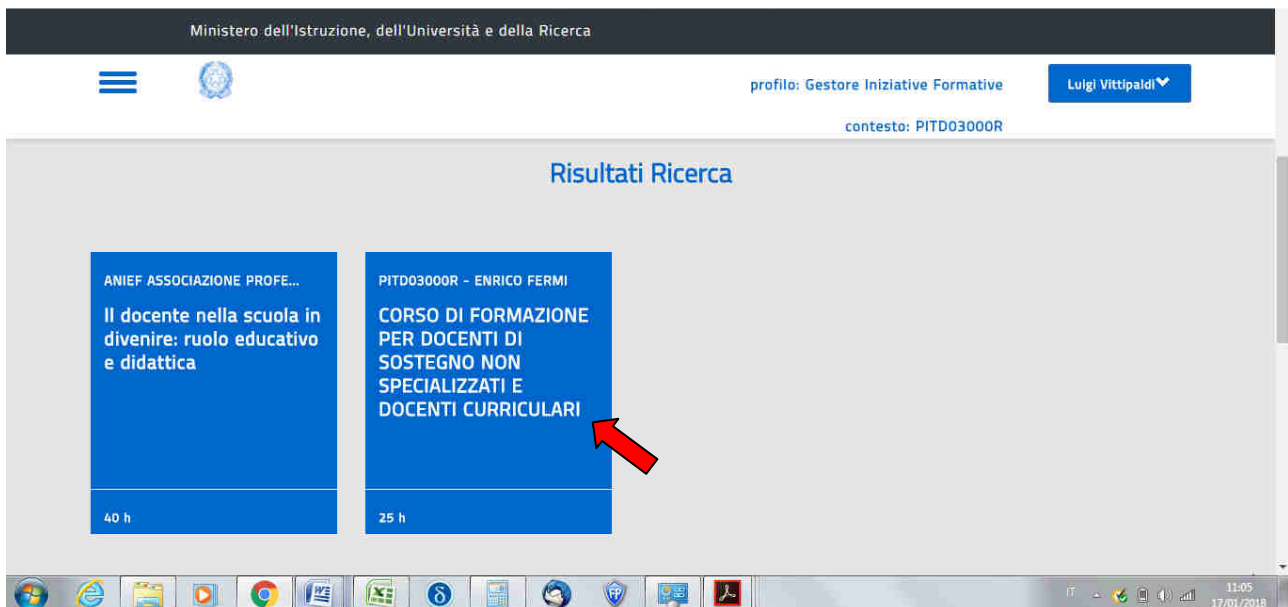 Ministero dell'Istruzione, dell'Università e della Ricerca
profilo: Gestore Iniziative Formative
Luigi Vittipaldi
contesto: PITD03000R
Risultati Ricerca
ANIEF ASSOCIAZIONE PROFE...
Il docente nella scuola in
divenire: ruolo educativo
e didattica
40 h
PITD03000R - ENRICO FERMI
CORSO DI FORMAZIONE
PER DOCENTI DI
SOSTEGNO NON
SPECIALIZZATI E
DOCENTI CURRICULARI
25 h
IT
11:05
17/01/2018